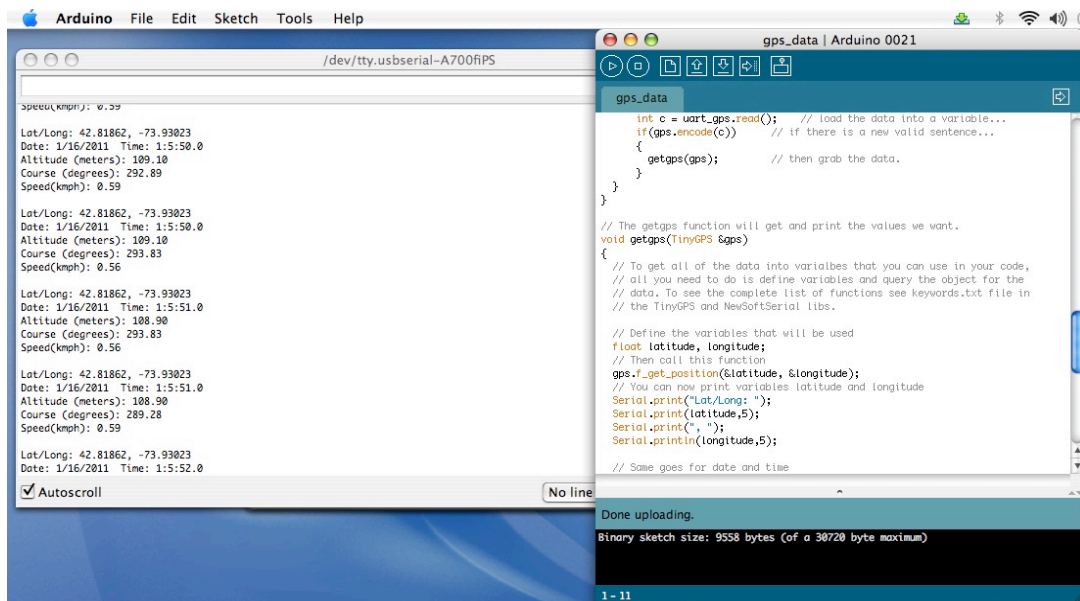 Arduino File Edit Sketch Tools Help
/dev/tty.usbserial-A700fiPS
Speed(kmph): 0.59
Lat/Long: 42.81862, -73.93023
Date: 1/16/2011 Time: 1:5:50.0
Altitude (meters): 109.10
Course (degrees): 292.89
Speed(kmph): 0.59
Lat/Long: 42.81862, -73.93023
Date: 1/16/2011 Time: 1:5:50.0
Altitude (meters): 109.10
Course (degrees): 293.83
Speed(kmph): 0.56
Lat/Long: 42.81862, -73.93023
Date: 1/16/2011 Time: 1:5:51.0
Altitude (meters): 108.90
Course (degrees): 293.83
Speed(kmph): 0.56
Lat/Long: 42.81862, -73.93023
Date: 1/16/2011 Time: 1:5:51.0
Altitude (meters): 108.90
Course (degrees): 289.28
Speed(kmph): 0.59
Lat/Long: 42.81862, -73.93023
Date: 1/16/2011 Time: 1:5:52.0
Autoscroll
No line
gps_data | Arduino 0021
gps_data
int c = uart_gps.read(); // load the data into a variable...
if(gps.encode(c)) // if there is a new valid sentence...
{
getgps(gps); // then grab the data.
}
}
}
// The getgps function will get and print the values we want.
void getgps(TinyGPS &gps)
{
// To get all of the data into varialbes that you can use in your code,
// all you need to do is define variables and query the object for the
// data. To see the complete list of functions see keywords.txt file in
// the TinyGPS and NewSoftSerial libs.
// Define the variables that will be used
float latitude, longitude;
// Then call this function
gps.f_get_position(&latitude, &longitude);
// You can now print variables latitude and longitude
Serial.print("Lat/Long: ");
Serial.print(latitude,5);
Serial.print(", ");
Serial.println(longitude,5);
// Same goes for date and time
Done uploading.
Binary sketch size: 9558 bytes (of a 30720 byte maximum)
1 - 11